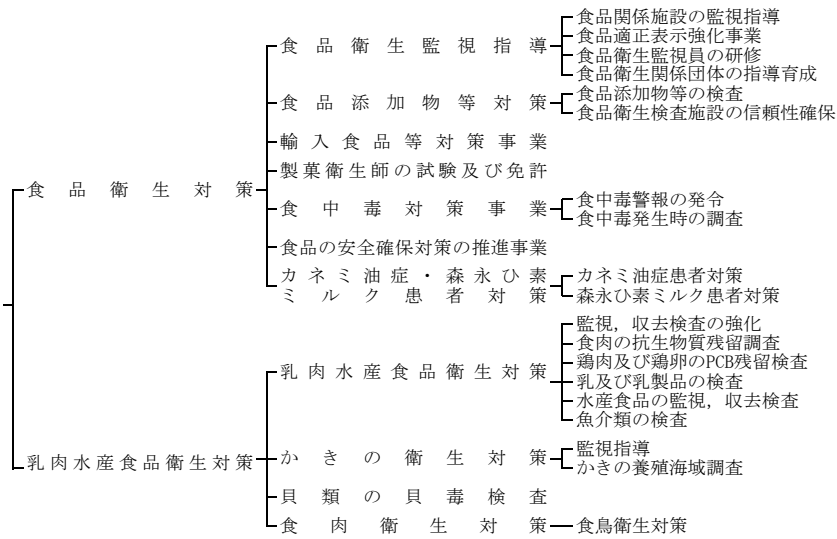 食品衛生対策
食品衛生監視指導
食品関係施設の監視指導
食品適正表示強化事業
食品衛生監視員の研修
食品衛生関係団体の指導育成
食品添加物等対策
食品添加物等の検査
食品衛生検査施設の信頼性確保
輸入食品等対策事業
製菓衛生師の試験及び免許
食中毒対策事業
食中毒警報の発令
食中毒発生時の調査
食品の安全確保対策の推進事業
カネミ油症・森永ひ素
ミルク患者対策
カネミ油症患者対策
森永ひ素ミルク患者対策
乳肉水産食品衛生対策
乳肉水産食品衛生対策
監視，収去検査の強化
食肉の抗生物質残留調査
鶏肉及び鶏卵のPCB残留検査
乳及び乳製品の検査
水産食品の監視，収去検査
魚介類の検査
かきの衛生対策
監視指導
かきの養殖海域調査
貝類の貝毒検査
食肉衛生対策
食鳥衛生対策